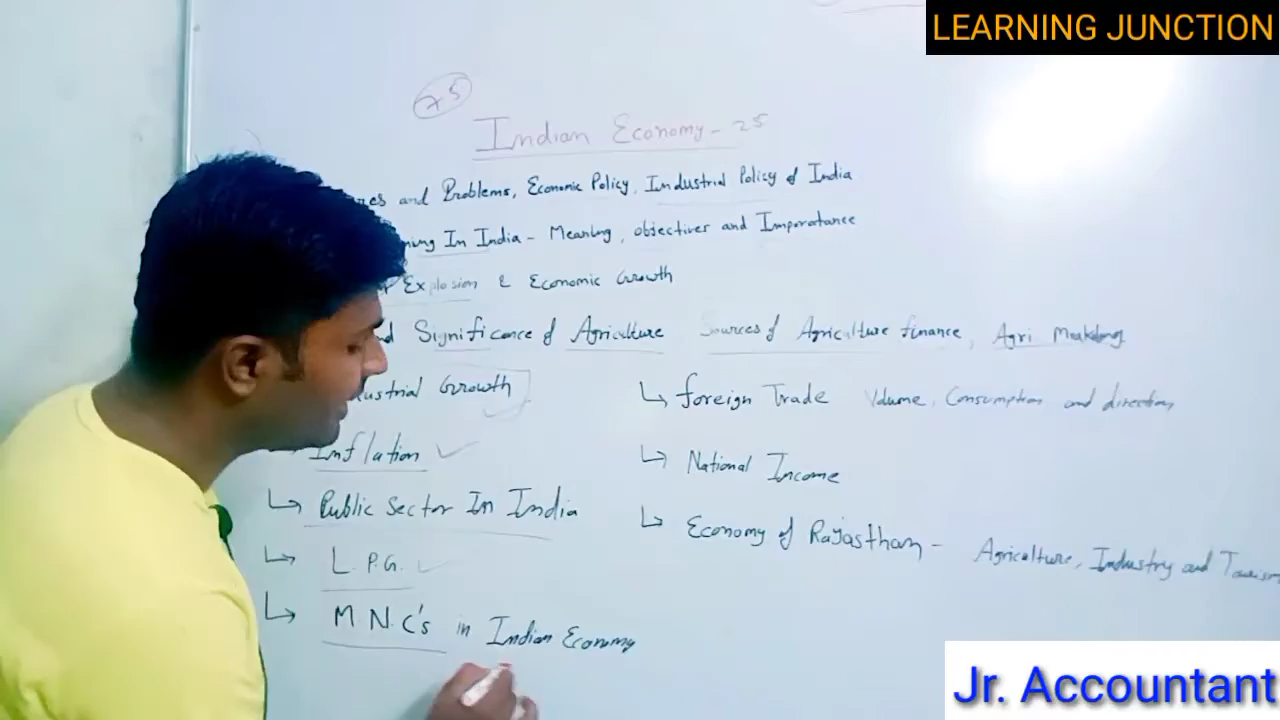 LEARNING JUNCTION
75
Indian Economy - 25
res and Problems, Economic Policy, Industrial Policy of India
ning In India - Meaning, objectives and Importance
Explosion & Economic Growth
nd Significance of Agriculture Sources of Agriculture finance, Agri Marketing
ustrial Growth
Inflation
Public Sector In India
L.P.G.
M.N.C's in Indian Economy
foreign Trade Volume, Consumption and direction
National Income
Economy of Rajasthan - Agriculture, Industry and Tourism
Jr. Accountant